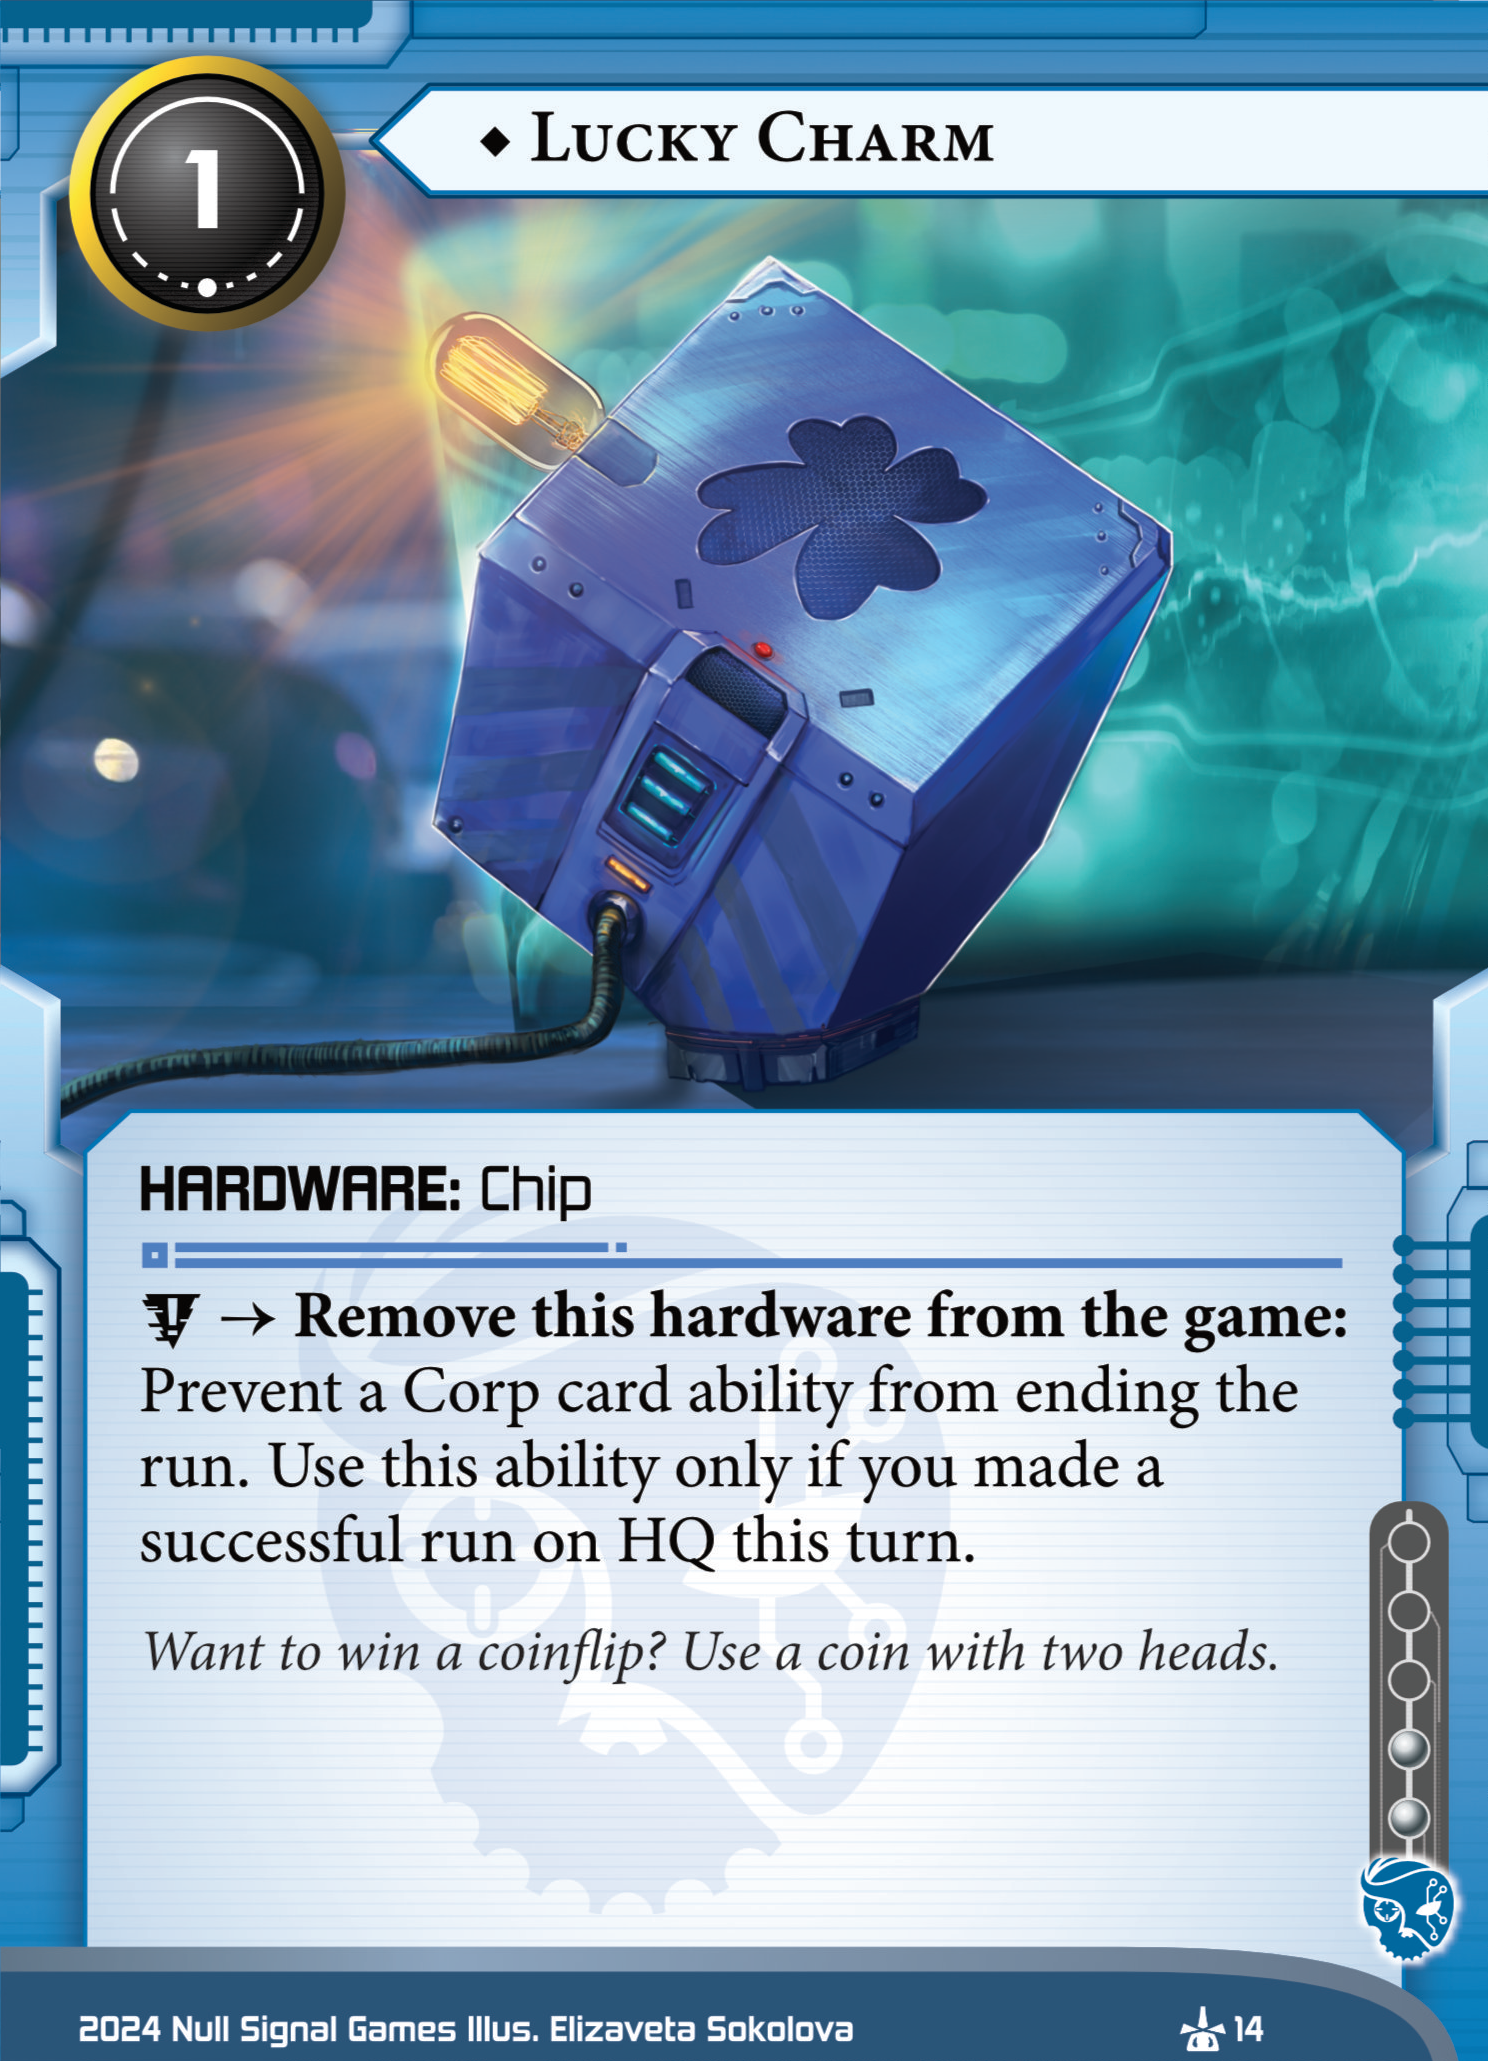 1
◆ Lucky Charm
HARDWARE: Chip
→ Remove this hardware from the game:
Prevent a Corp card ability from ending the
run. Use this ability only if you made a
successful run on HQ this turn.
Want to win a coinflip? Use a coin with two heads.
2024 Null Signal Games Illus. Elizaveta Sokolova
14